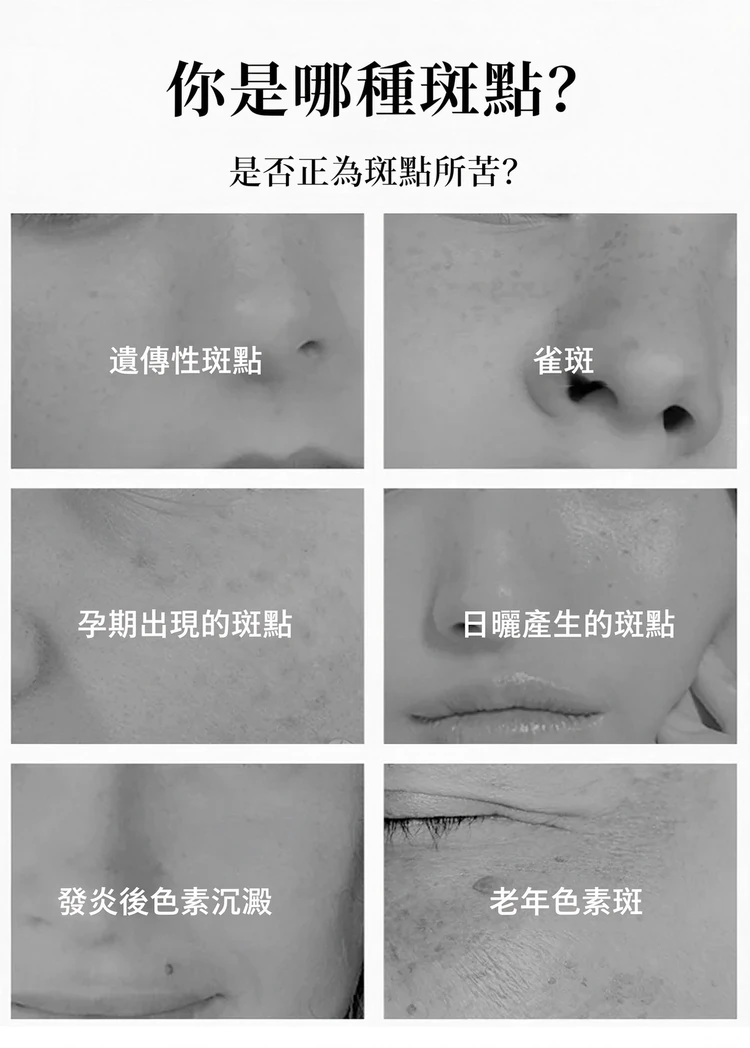 你是哪種斑點?
是否正為斑點所苦?
遺傳性斑點
雀斑
孕期出現的斑點
日曬產生的斑點
發炎後色素沉澱
老年色素斑